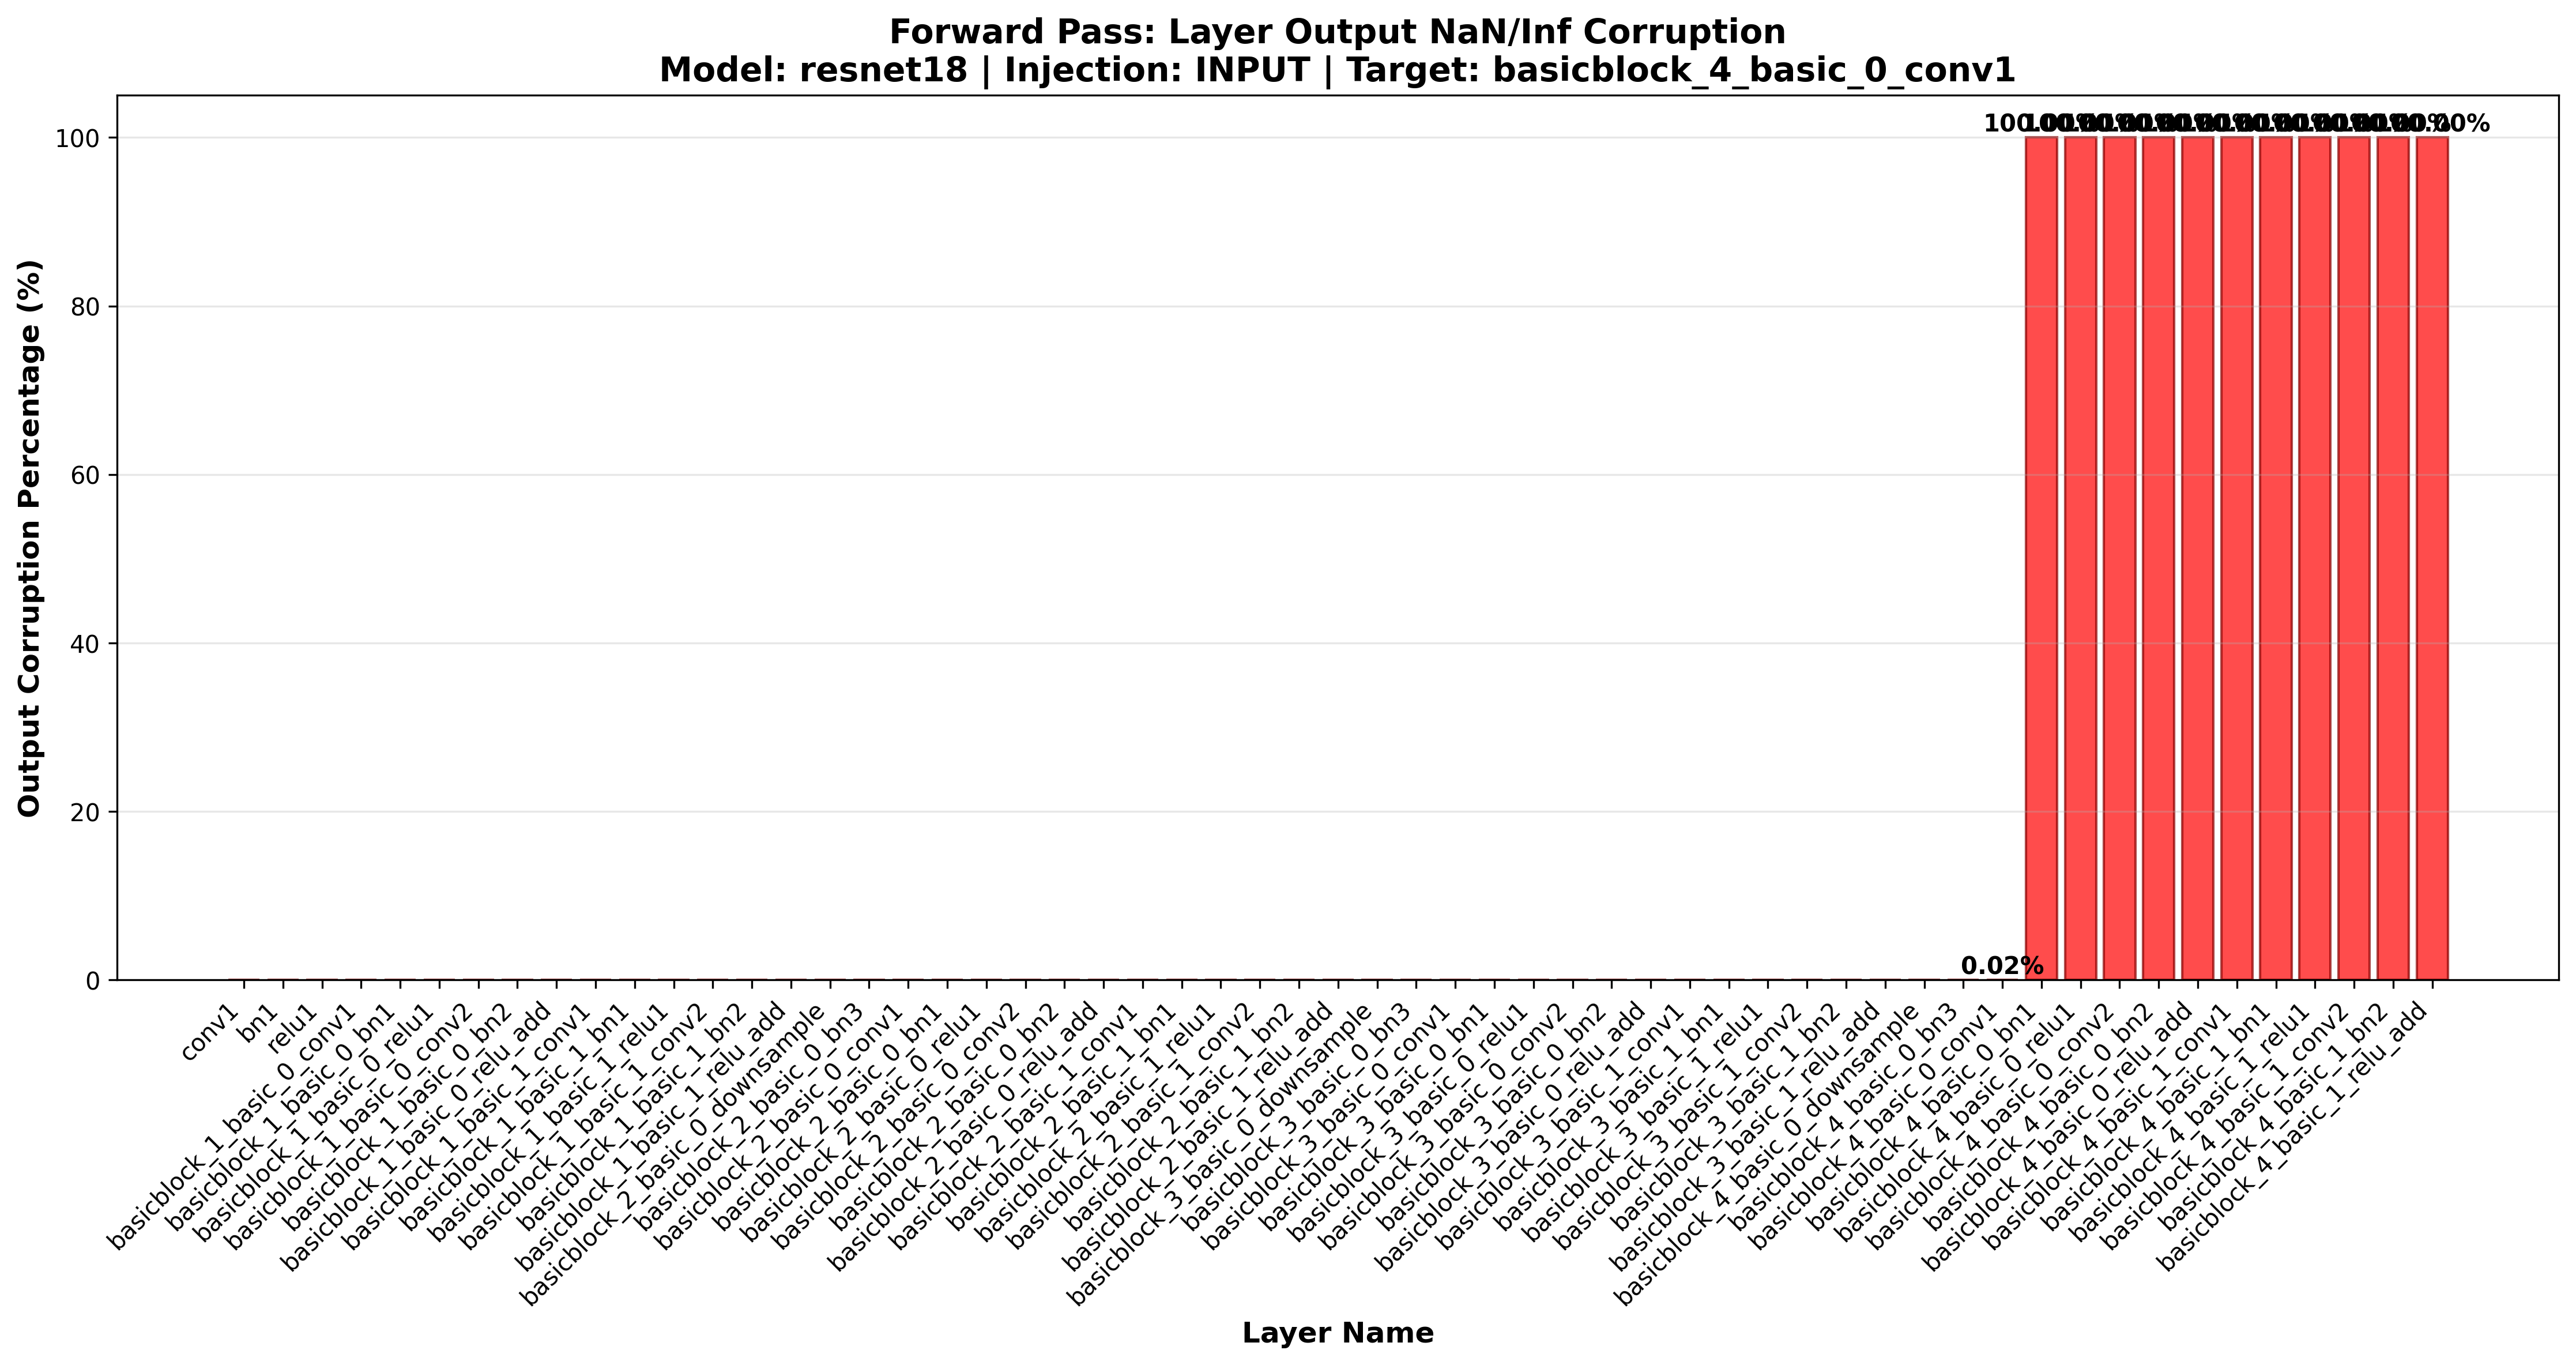 Forward Pass: Layer Output NaN/Inf Corruption
Model: resnet18 | Injection: INPUT | Target: basicblock_4_basic_0_conv1
Output Corruption Percentage (%)
100
80
60
40
20
0
0.02%
conv1
bn1
relu1
basicblock_1_basic_0_conv1
basicblock_1_basic_0_bn1
basicblock_1_basic_0_relu1
basicblock_1_basic_0_conv2
basicblock_1_basic_0_bn2
basicblock_1_basic_0_relu_add
basicblock_1_basic_1_conv1
basicblock_1_basic_1_bn1
basicblock_1_basic_1_relu1
basicblock_1_basic_1_conv2
basicblock_1_basic_1_bn2
basicblock_1_basic_1_relu_add
basicblock_2_basic_0_downsample
basicblock_2_basic_0_bn3
basicblock_2_basic_0_conv1
basicblock_2_basic_0_bn1
basicblock_2_basic_0_relu1
basicblock_2_basic_0_conv2
basicblock_2_basic_0_bn2
basicblock_2_basic_0_relu_add
basicblock_2_basic_1_conv1
basicblock_2_basic_1_bn1
basicblock_2_basic_1_relu1
basicblock_2_basic_1_conv2
basicblock_2_basic_1_bn2
basicblock_2_basic_1_relu_add
basicblock_3_basic_0_downsample
basicblock_3_basic_0_bn3
basicblock_3_basic_0_conv1
basicblock_3_basic_0_bn1
basicblock_3_basic_0_relu1
basicblock_3_basic_0_conv2
basicblock_3_basic_0_bn2
basicblock_3_basic_0_relu_add
basicblock_3_basic_1_conv1
basicblock_3_basic_1_bn1
basicblock_3_basic_1_relu1
basicblock_3_basic_1_conv2
basicblock_3_basic_1_bn2
basicblock_3_basic_1_relu_add
basicblock_4_basic_0_downsample
basicblock_4_basic_0_bn3
basicblock_4_basic_0_conv1
basicblock_4_basic_0_bn1
basicblock_4_basic_0_relu1
basicblock_4_basic_0_conv2
basicblock_4_basic_0_bn2
basicblock_4_basic_0_relu_add
basicblock_4_basic_1_conv1
basicblock_4_basic_1_bn1
basicblock_4_basic_1_relu1
basicblock_4_basic_1_conv2
basicblock_4_basic_1_bn2
basicblock_4_basic_1_relu_add
Layer Name